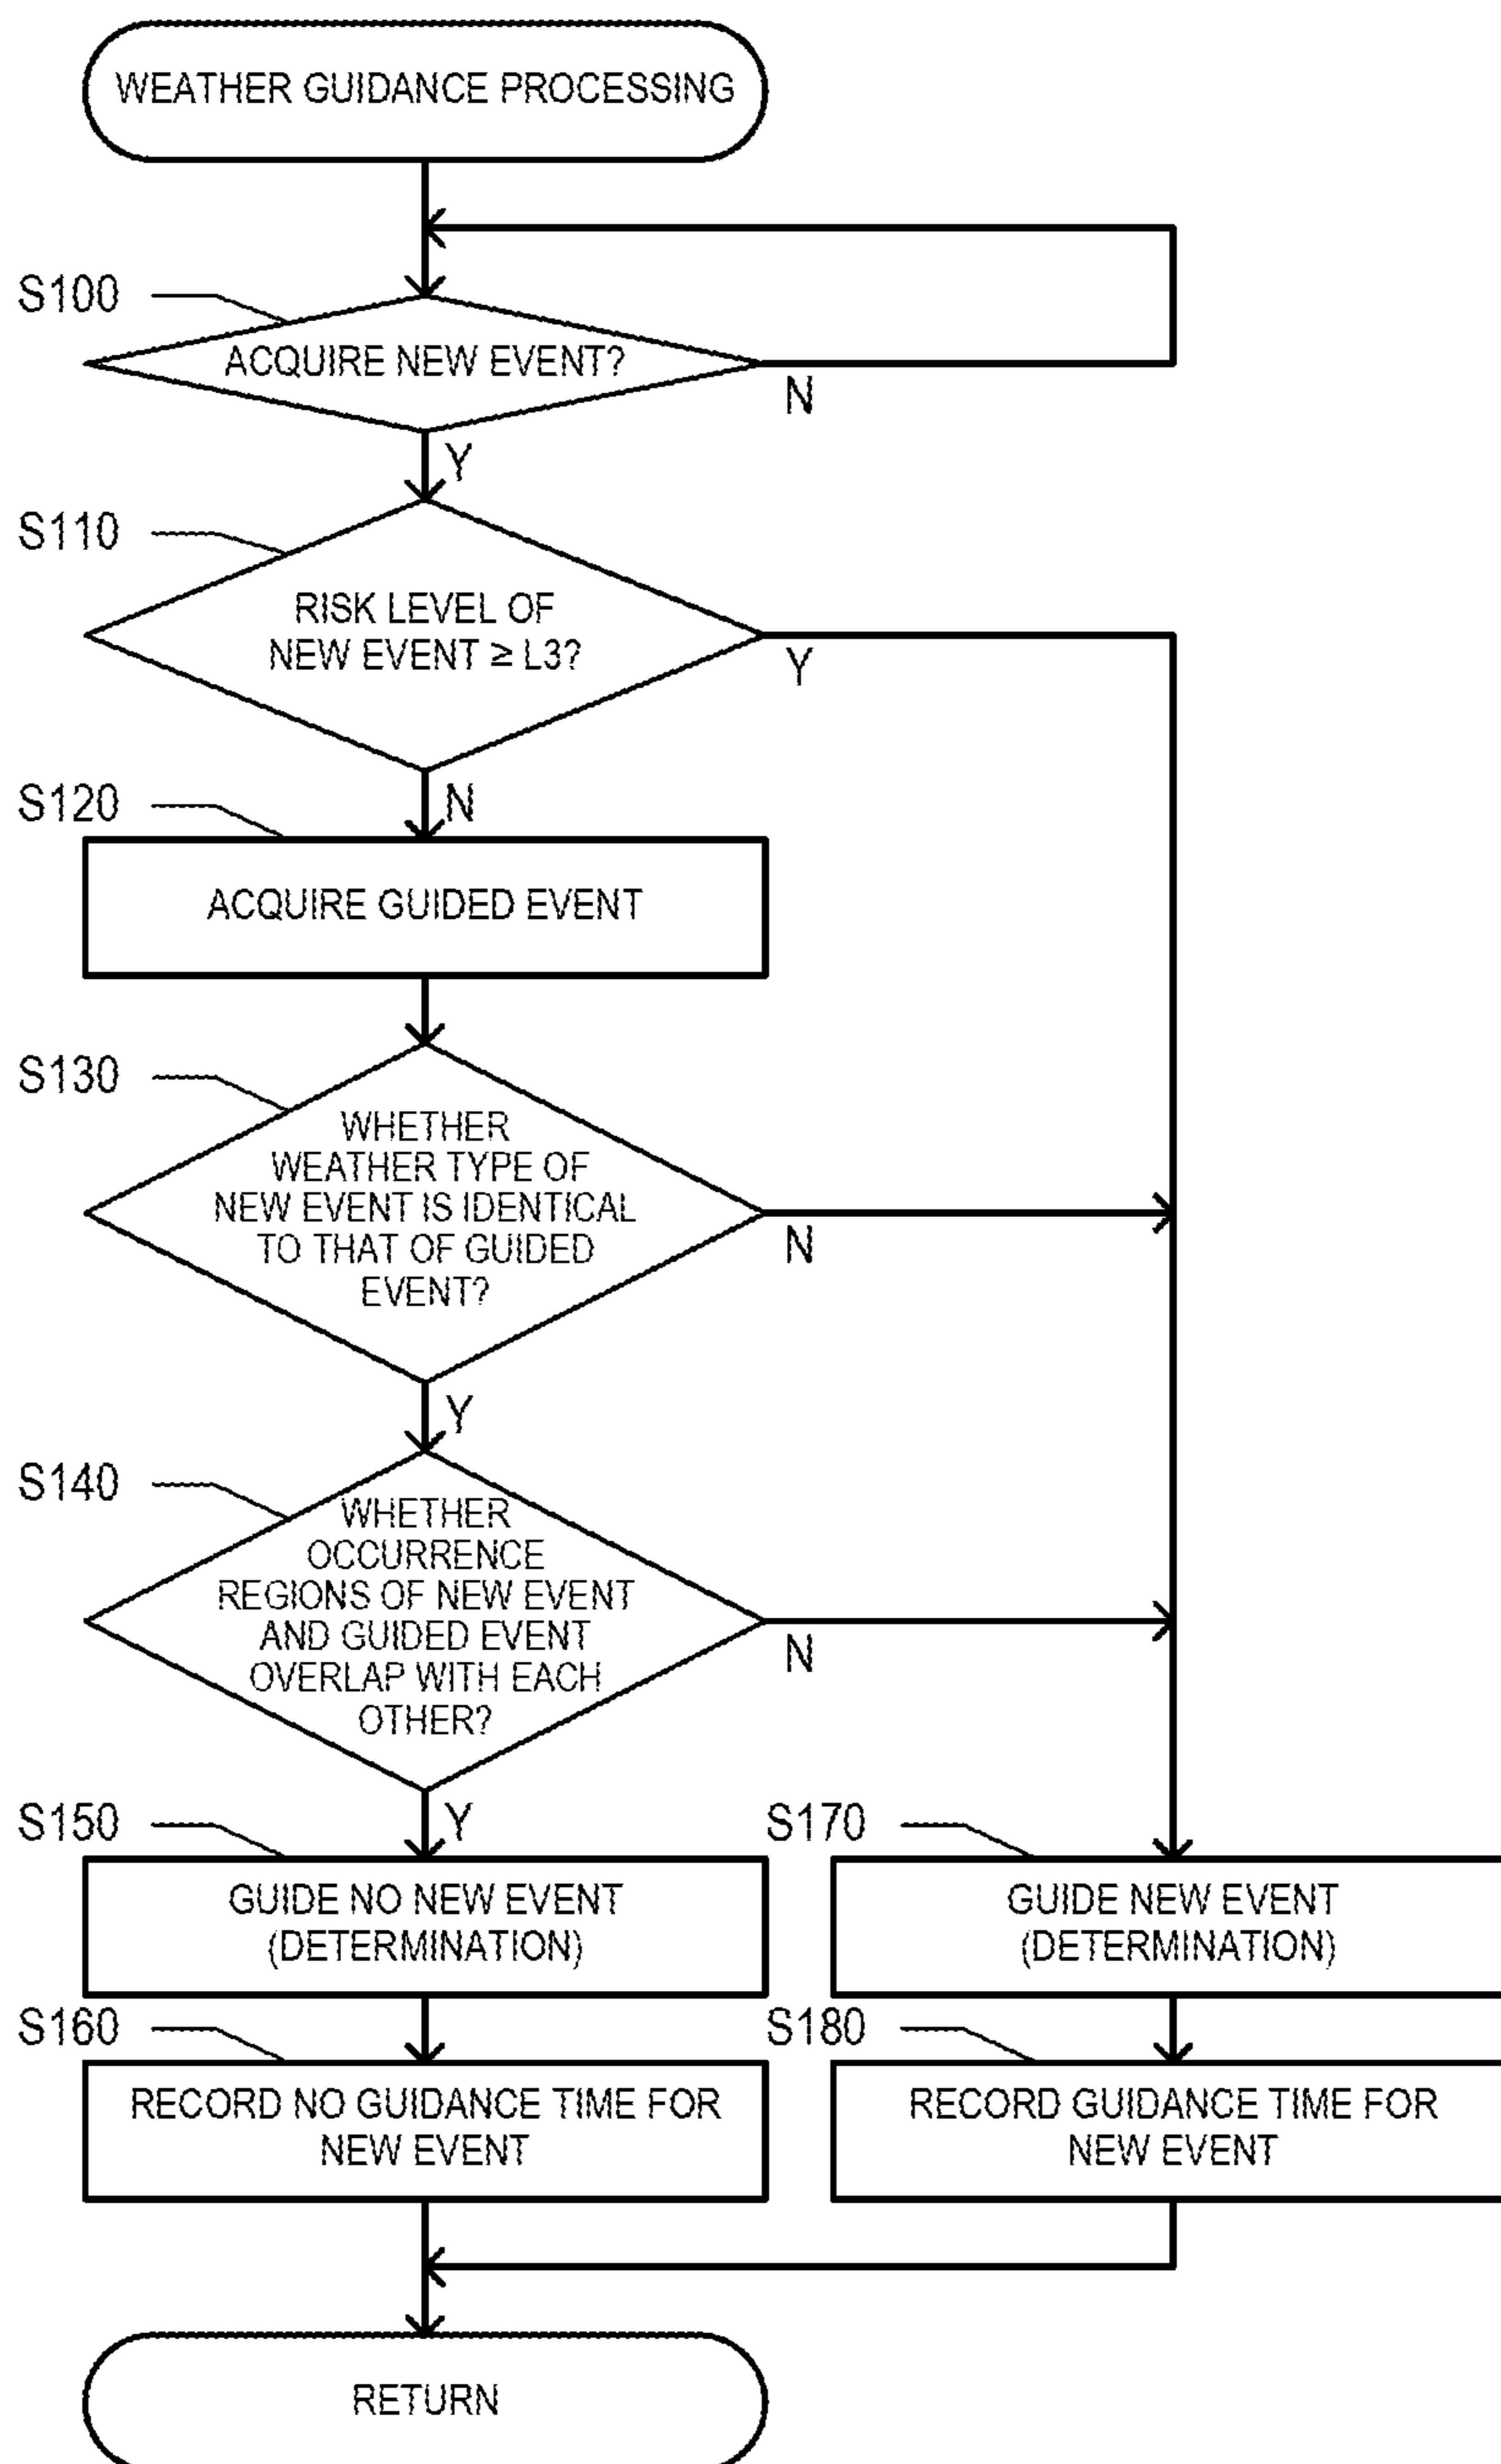 WEATHER GUIDANCE PROCESSING
S100
ACQUIRE NEW EVENT?
N
Y
S110
RISK LEVEL OF
NEW EVENT ≥ L3?
Y
N
S120
ACQUIRE GUIDED EVENT
S130
WHETHER
WEATHER TYPE OF
NEW EVENT IS IDENTICAL
TO THAT OF GUIDED
EVENT?
N
Y
S140
WHETHER
OCCURRENCE
REGIONS OF NEW EVENT
AND GUIDED EVENT
OVERLAP WITH EACH
OTHER?
N
Y
S150
GUIDE NO NEW EVENT
(DETERMINATION)
S170
GUIDE NEW EVENT
(DETERMINATION)
S160
RECORD NO GUIDANCE TIME FOR
NEW EVENT
S180
RECORD GUIDANCE TIME FOR
NEW EVENT
RETURN